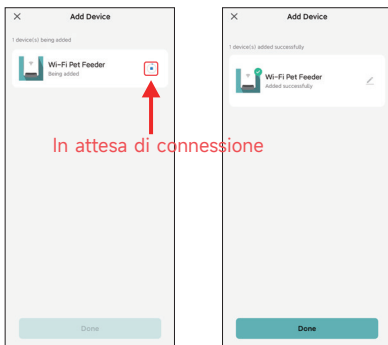 Add Device
1 device(s) being added
Wi-Fi Pet Feeder
Being added
Done
Add Device
1 device(s) added successfully
Wi-Fi Pet Feeder
Added successfully
Done
In attesa di connessione